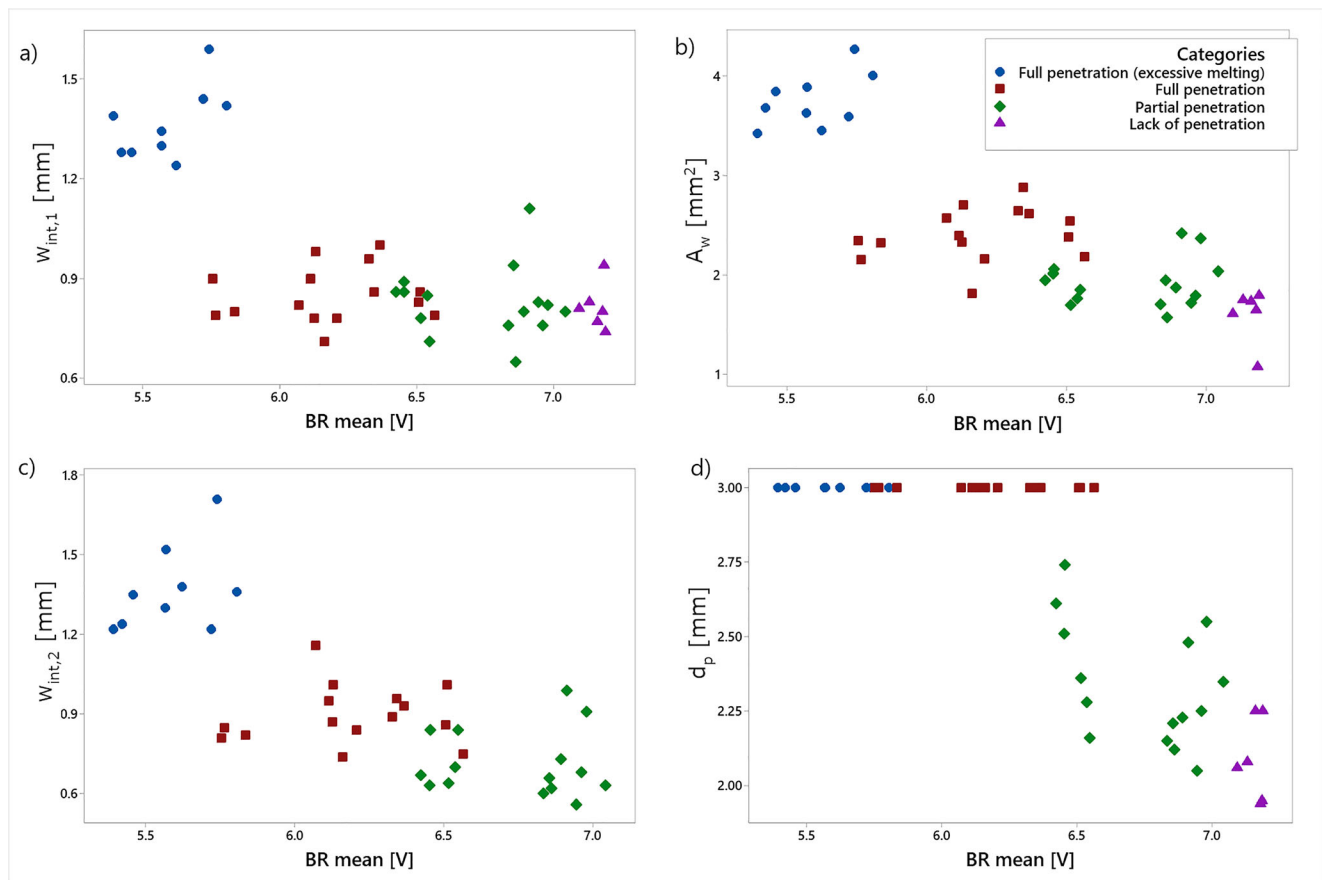 a)
1.5
1.2
0.9
0.6
W_int,1 [mm]
5.5 6.0 6.5 7.0
BR mean [V]
b)
Categories
Full penetration (excessive melting)
Full penetration
Partial penetration
Lack of penetration
4
3
2
1
A_w [mm²]
5.5 6.0 6.5 7.0
BR mean [V]
c)
1.8
1.5
1.2
0.9
0.6
W_int,2 [mm]
5.5 6.0 6.5 7.0
BR mean [V]
d)
3.00
2.75
2.50
2.25
2.00
d_p [mm]
5.5 6.0 6.5 7.0
BR mean [V]